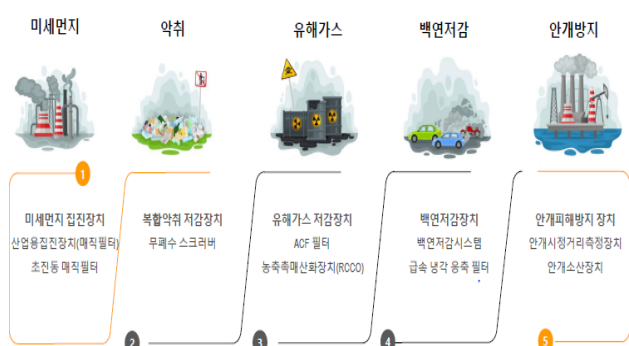 미세먼지
악취
유해가스
백연저감
안개방지
1
미세먼지 집진장치
산업용집진장치(매직필터)
초진동 매직필터
복합악취 저감장치
무폐수 스크러버
유해가스 저감장치
ACF 필터
농축촉매산화장치(RCCO)
백연저감장치
백연저감시스템
급속 냉각 응축 필터
안개피해방지 장치
안개시정거리측정장치
안개소산장치
2
3
4
5